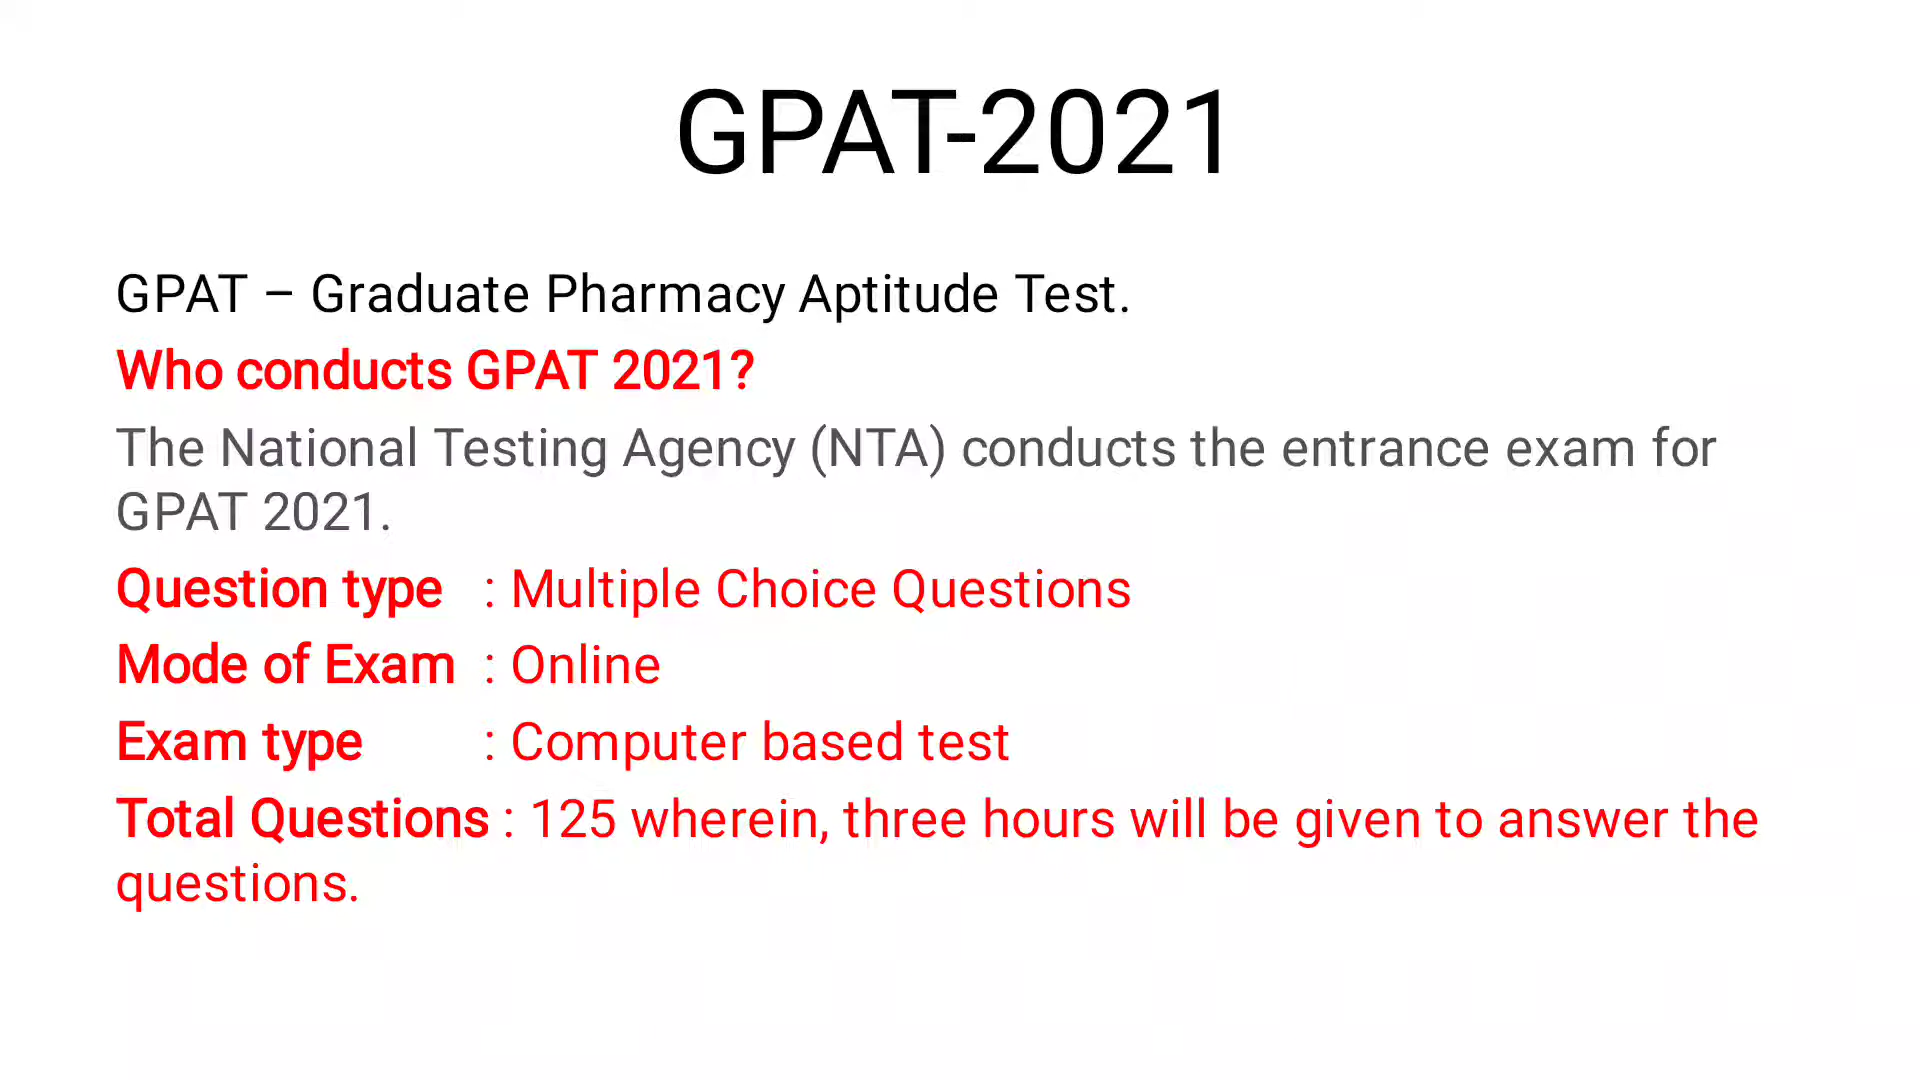 GPAT-2021
GPAT – Graduate Pharmacy Aptitude Test.
Who conducts GPAT 2021?
The National Testing Agency (NTA) conducts the entrance exam for
GPAT 2021.
Question type : Multiple Choice Questions
Mode of Exam : Online
Exam type : Computer based test
Total Questions : 125 wherein, three hours will be given to answer the
questions.